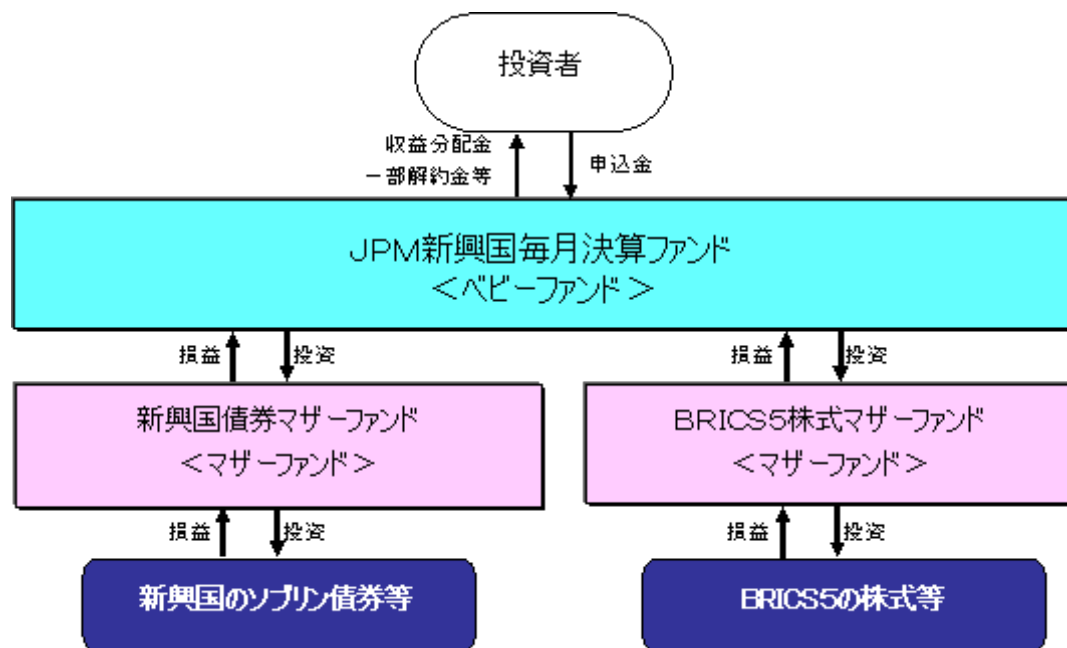 投資者
収益分配金
一部解約金等
申込金
JPM新興国毎月決算ファンド
＜ベビーファンド＞
損益
投資
損益
投資
新興国債券マザーファンド
＜マザーファンド＞
BRICS5株式マザーファンド
＜マザーファンド＞
損益
投資
損益
投資
新興国のソブリン債券等
BRICS5の株式等